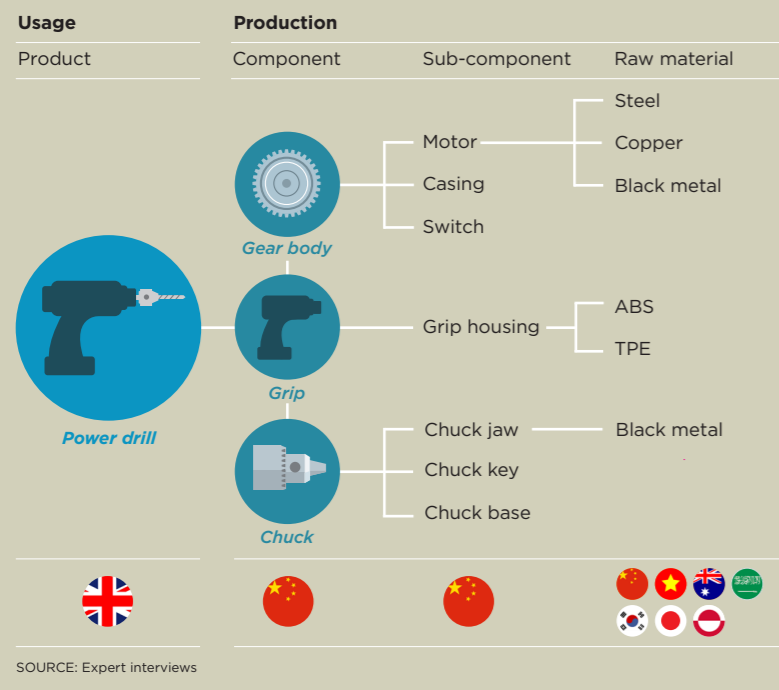 Usage
Production
Product
Component
Sub-component
Raw material
Steel
Motor
Copper
Casing
Black metal
Switch
Gear body
ABS
Grip housing
TPE
Grip
Power drill
Chuck jaw
Black metal
Chuck key
Chuck base
Chuck
SOURCE: Expert interviews